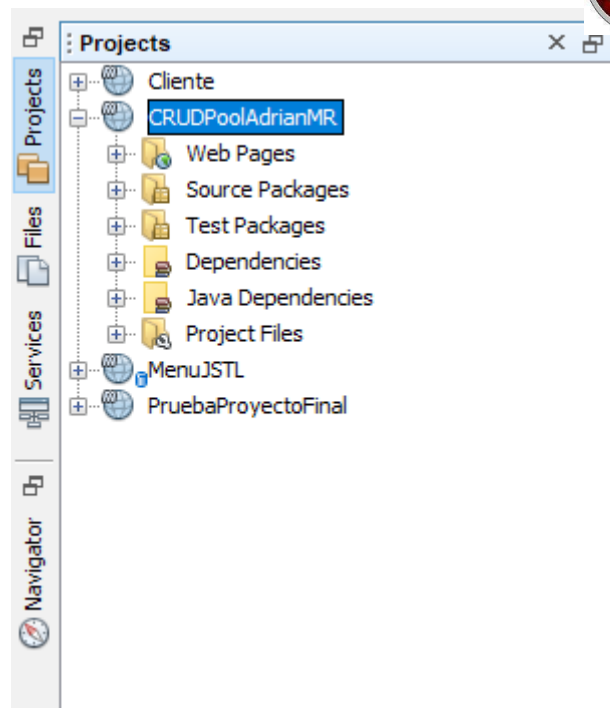 Projects
Files
Services
Navigator
Projects
Cliente
CRUDPoolAdrianMR
Web Pages
Source Packages
Test Packages
Dependencies
Java Dependencies
Project Files
MenuJSTL
PruebaProyectoFinal